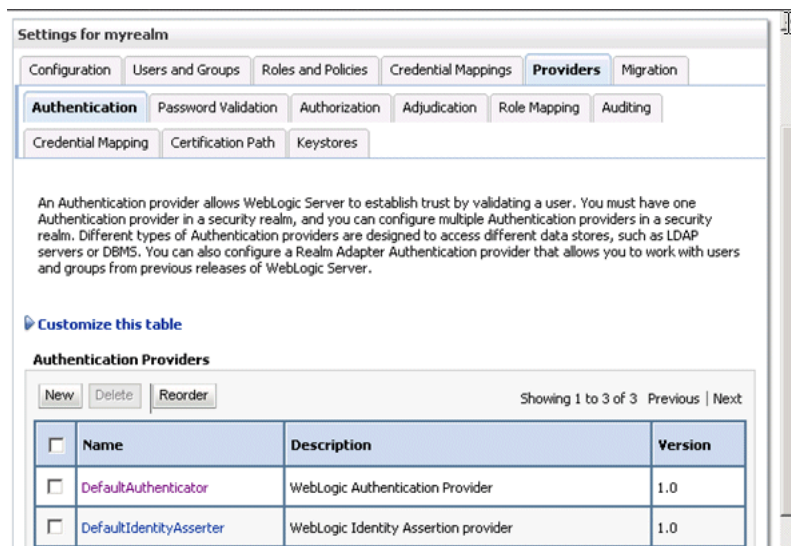 Settings for myrealm
Configuration Users and Groups Roles and Policies Credential Mappings Providers Migration
Authentication Password Validation Authorization Adjudication Role Mapping Auditing
Credential Mapping Certification Path Keystores
An Authentication provider allows WebLogic Server to establish trust by validating a user. You must have one
Authentication provider in a security realm, and you can configure multiple Authentication providers in a security
realm. Different types of Authentication providers are designed to access different data stores, such as LDAP
servers or DBMS. You can also configure a Realm Adapter Authentication provider that allows you to work with users
and groups from previous releases of WebLogic Server.
Customize this table
Authentication Providers
New Delete Reorder Showing 1 to 3 of 3 Previous | Next
Name Description Version
DefaultAuthenticator WebLogic Authentication Provider 1.0
DefaultIdentityAsserter WebLogic Identity Assertion provider 1.0